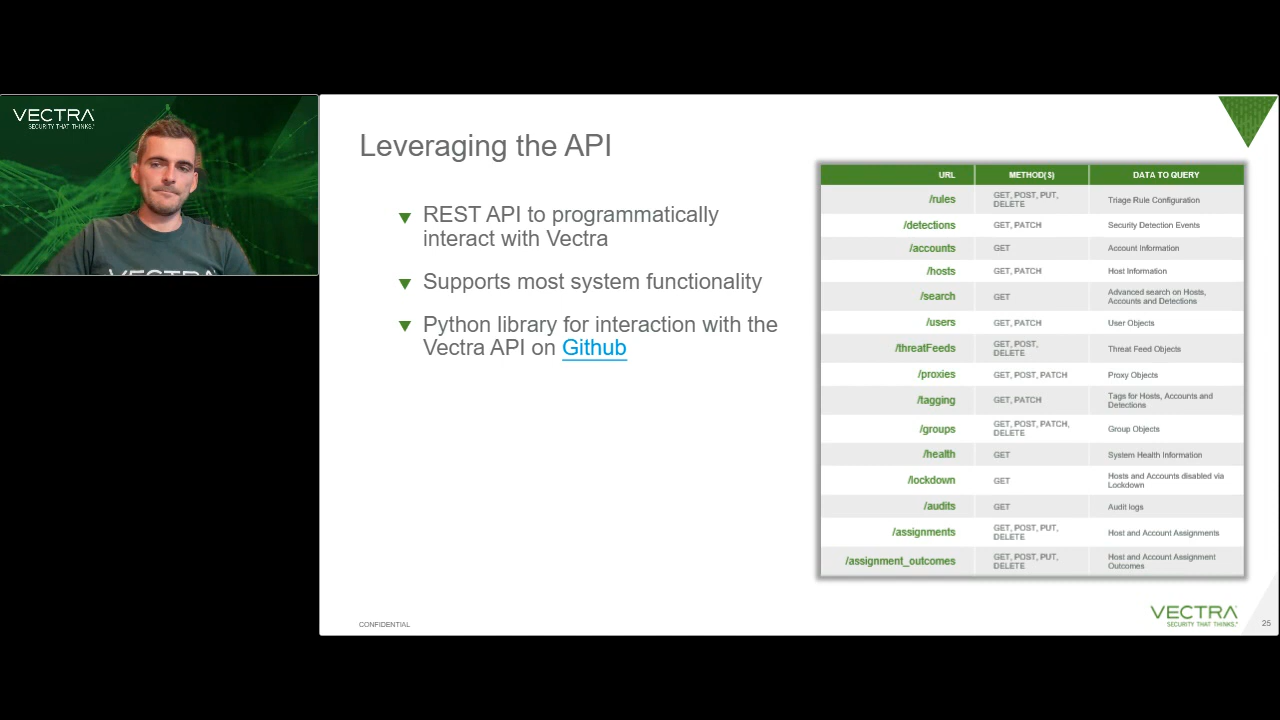 VECTRA
SECURITY THAT THINKS.
VECTRA
Leveraging the API
REST API to programmatically
interact with Vectra
Supports most system functionality
Python library for interaction with the
Vectra API on Github
URL METHOD(S) DATA TO QUERY
/rules GET, POST, PUT, DELETE Triage Rule Configuration
/detections GET, PATCH Security Detection Events
/accounts GET Account Information
/hosts GET, PATCH Host Information
/search GET Advanced search on Hosts, Accounts and Detections
/users GET, PATCH User Objects
/threatFeeds GET, POST, DELETE Threat Feed Objects
/proxies GET, POST, PATCH Proxy Objects
/tagging GET, PATCH Tags for Hosts, Accounts and Detections
/groups GET, POST, PATCH, DELETE Group Objects
/health GET System Health Information
/lockdown GET Hosts and Accounts disabled via Lockdown
/audits GET Audit logs
/assignments GET, POST, PUT, DELETE Host and Account Assignments
/assignment_outcomes GET, POST, PUT, DELETE Host and Account Assignment Outcomes
CONFIDENTIAL
VECTRA
SECURITY THAT THINKS.
25